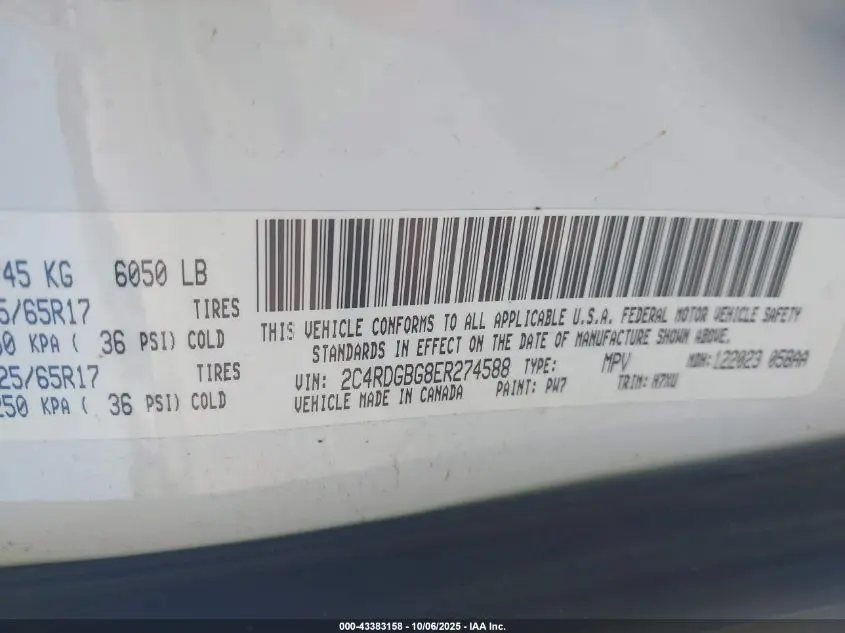 45 KG 6050 LB
5/65R17 TIRES
50 KPA ( 36 PSI) COLD
25/65R17 TIRES
250 KPA ( 36 PSI) COLD
THIS VEHICLE CONFORMS TO ALL APPLICABLE U.S.A. FEDERAL MOTOR VEHICLE SAFETY
STANDARDS IN EFFECT ON THE DATE OF MANUFACTURE SHOWN ABOVE.
VIN: 2C4RDGBG8ER274588 TYPE: MPV MDH: 122023 058AA
VEHICLE MADE IN CANADA PAINT: PW7 TRIM: H7XU
000-43383158 - 10/06/2025 - IAA Inc.